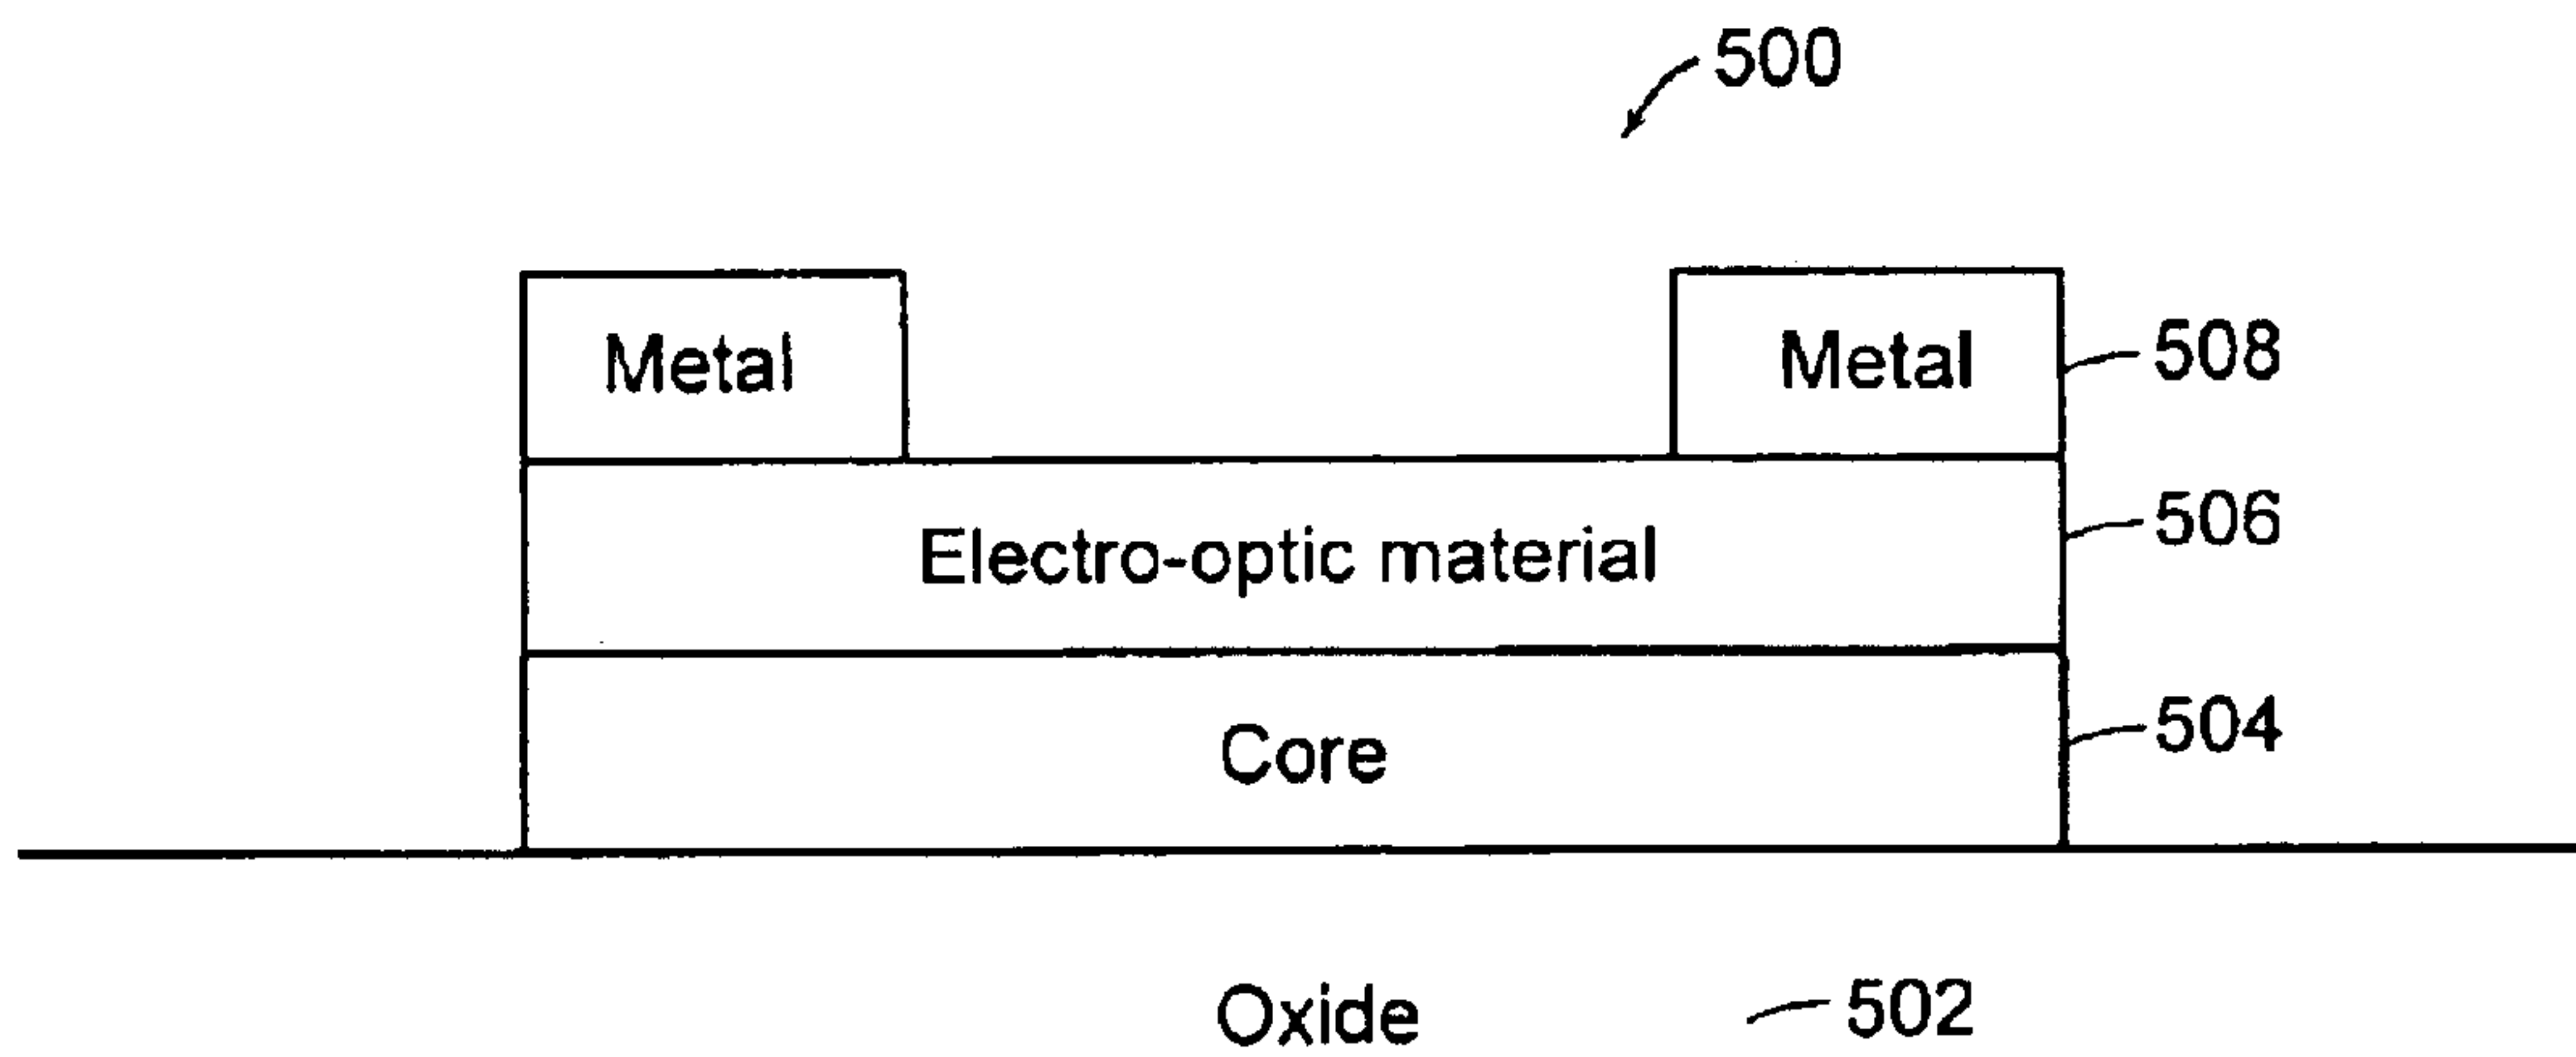 500
Metal Metal 508
Electro-optic material 506
Core 504
Oxide 502